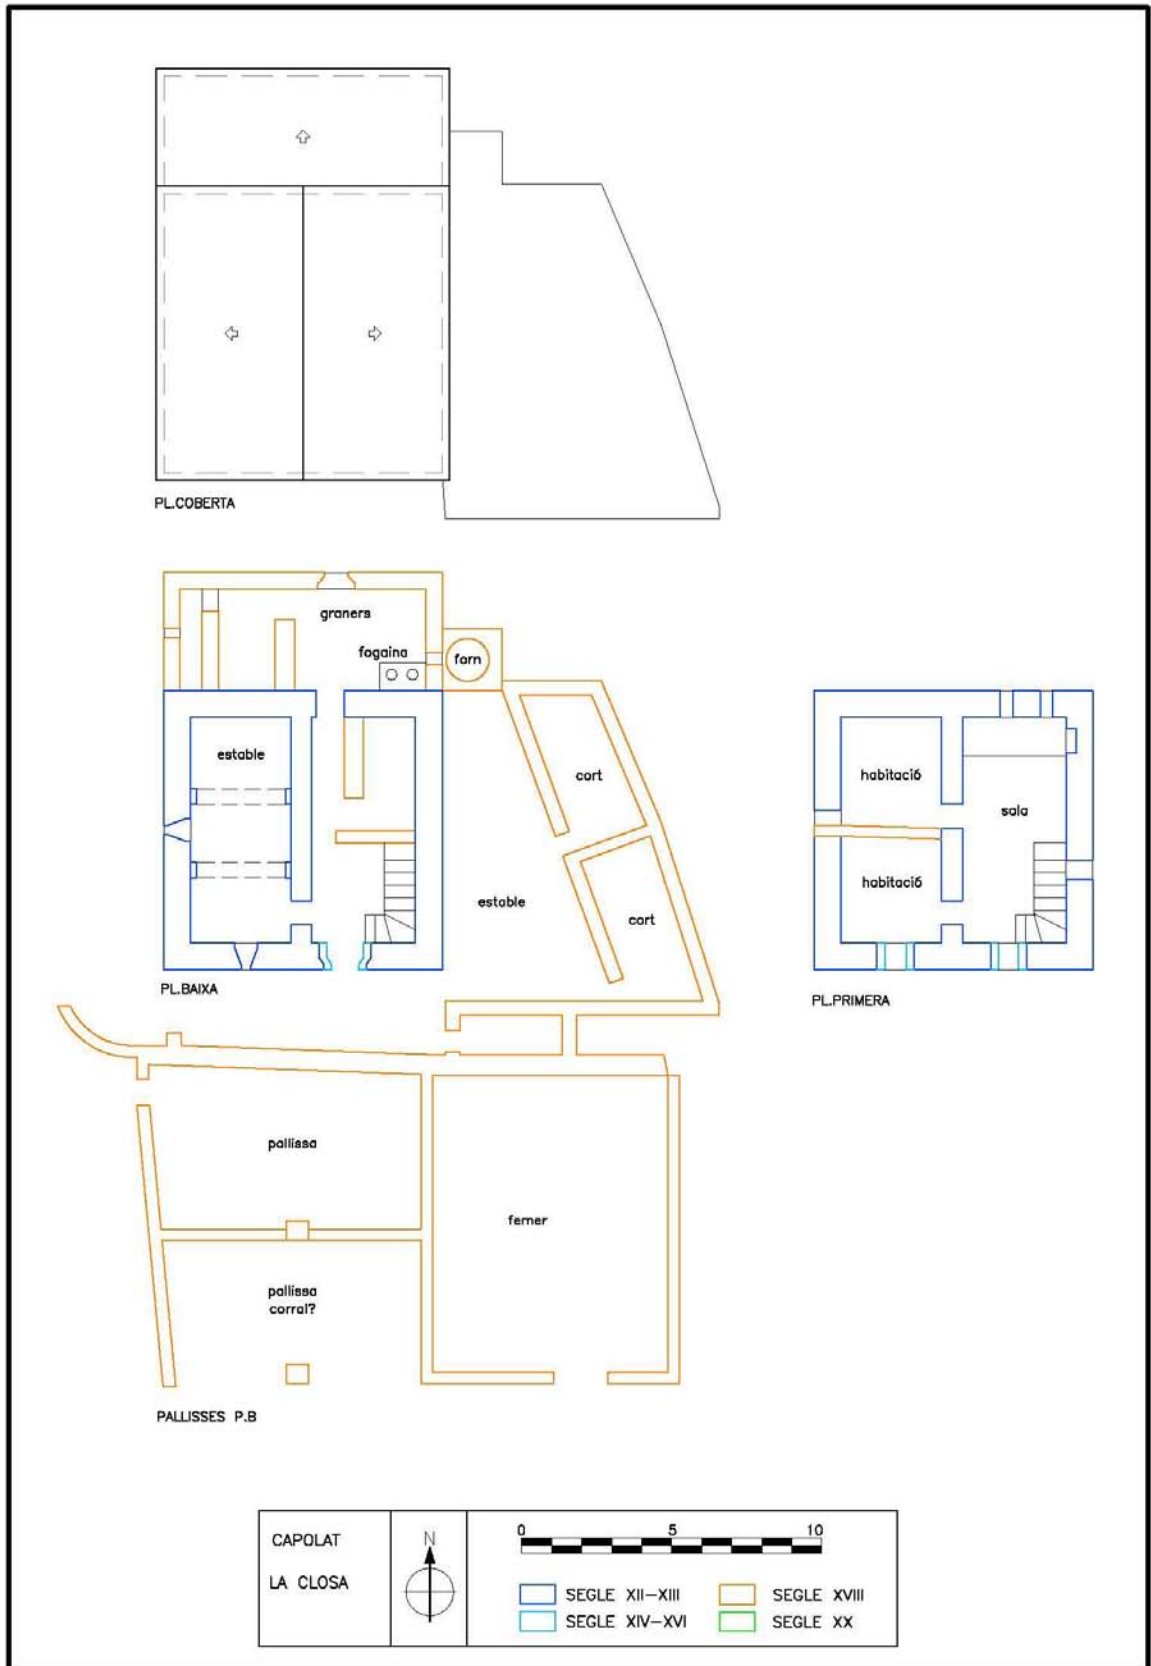 PL.COBERTA
graners
fogaina
forn
estable
cort
habitació
sala
habitació
estable
cort
PL.BAIXA
PL.PRIMERA
pallissa
femer
pallissa
corral?
PALLISSES P.B
CAPOLAT
LA CLOSA
N
0 5 10
SEGLE XII-XIII
SEGLE XVIII
SEGLE XIV-XVI
SEGLE XX